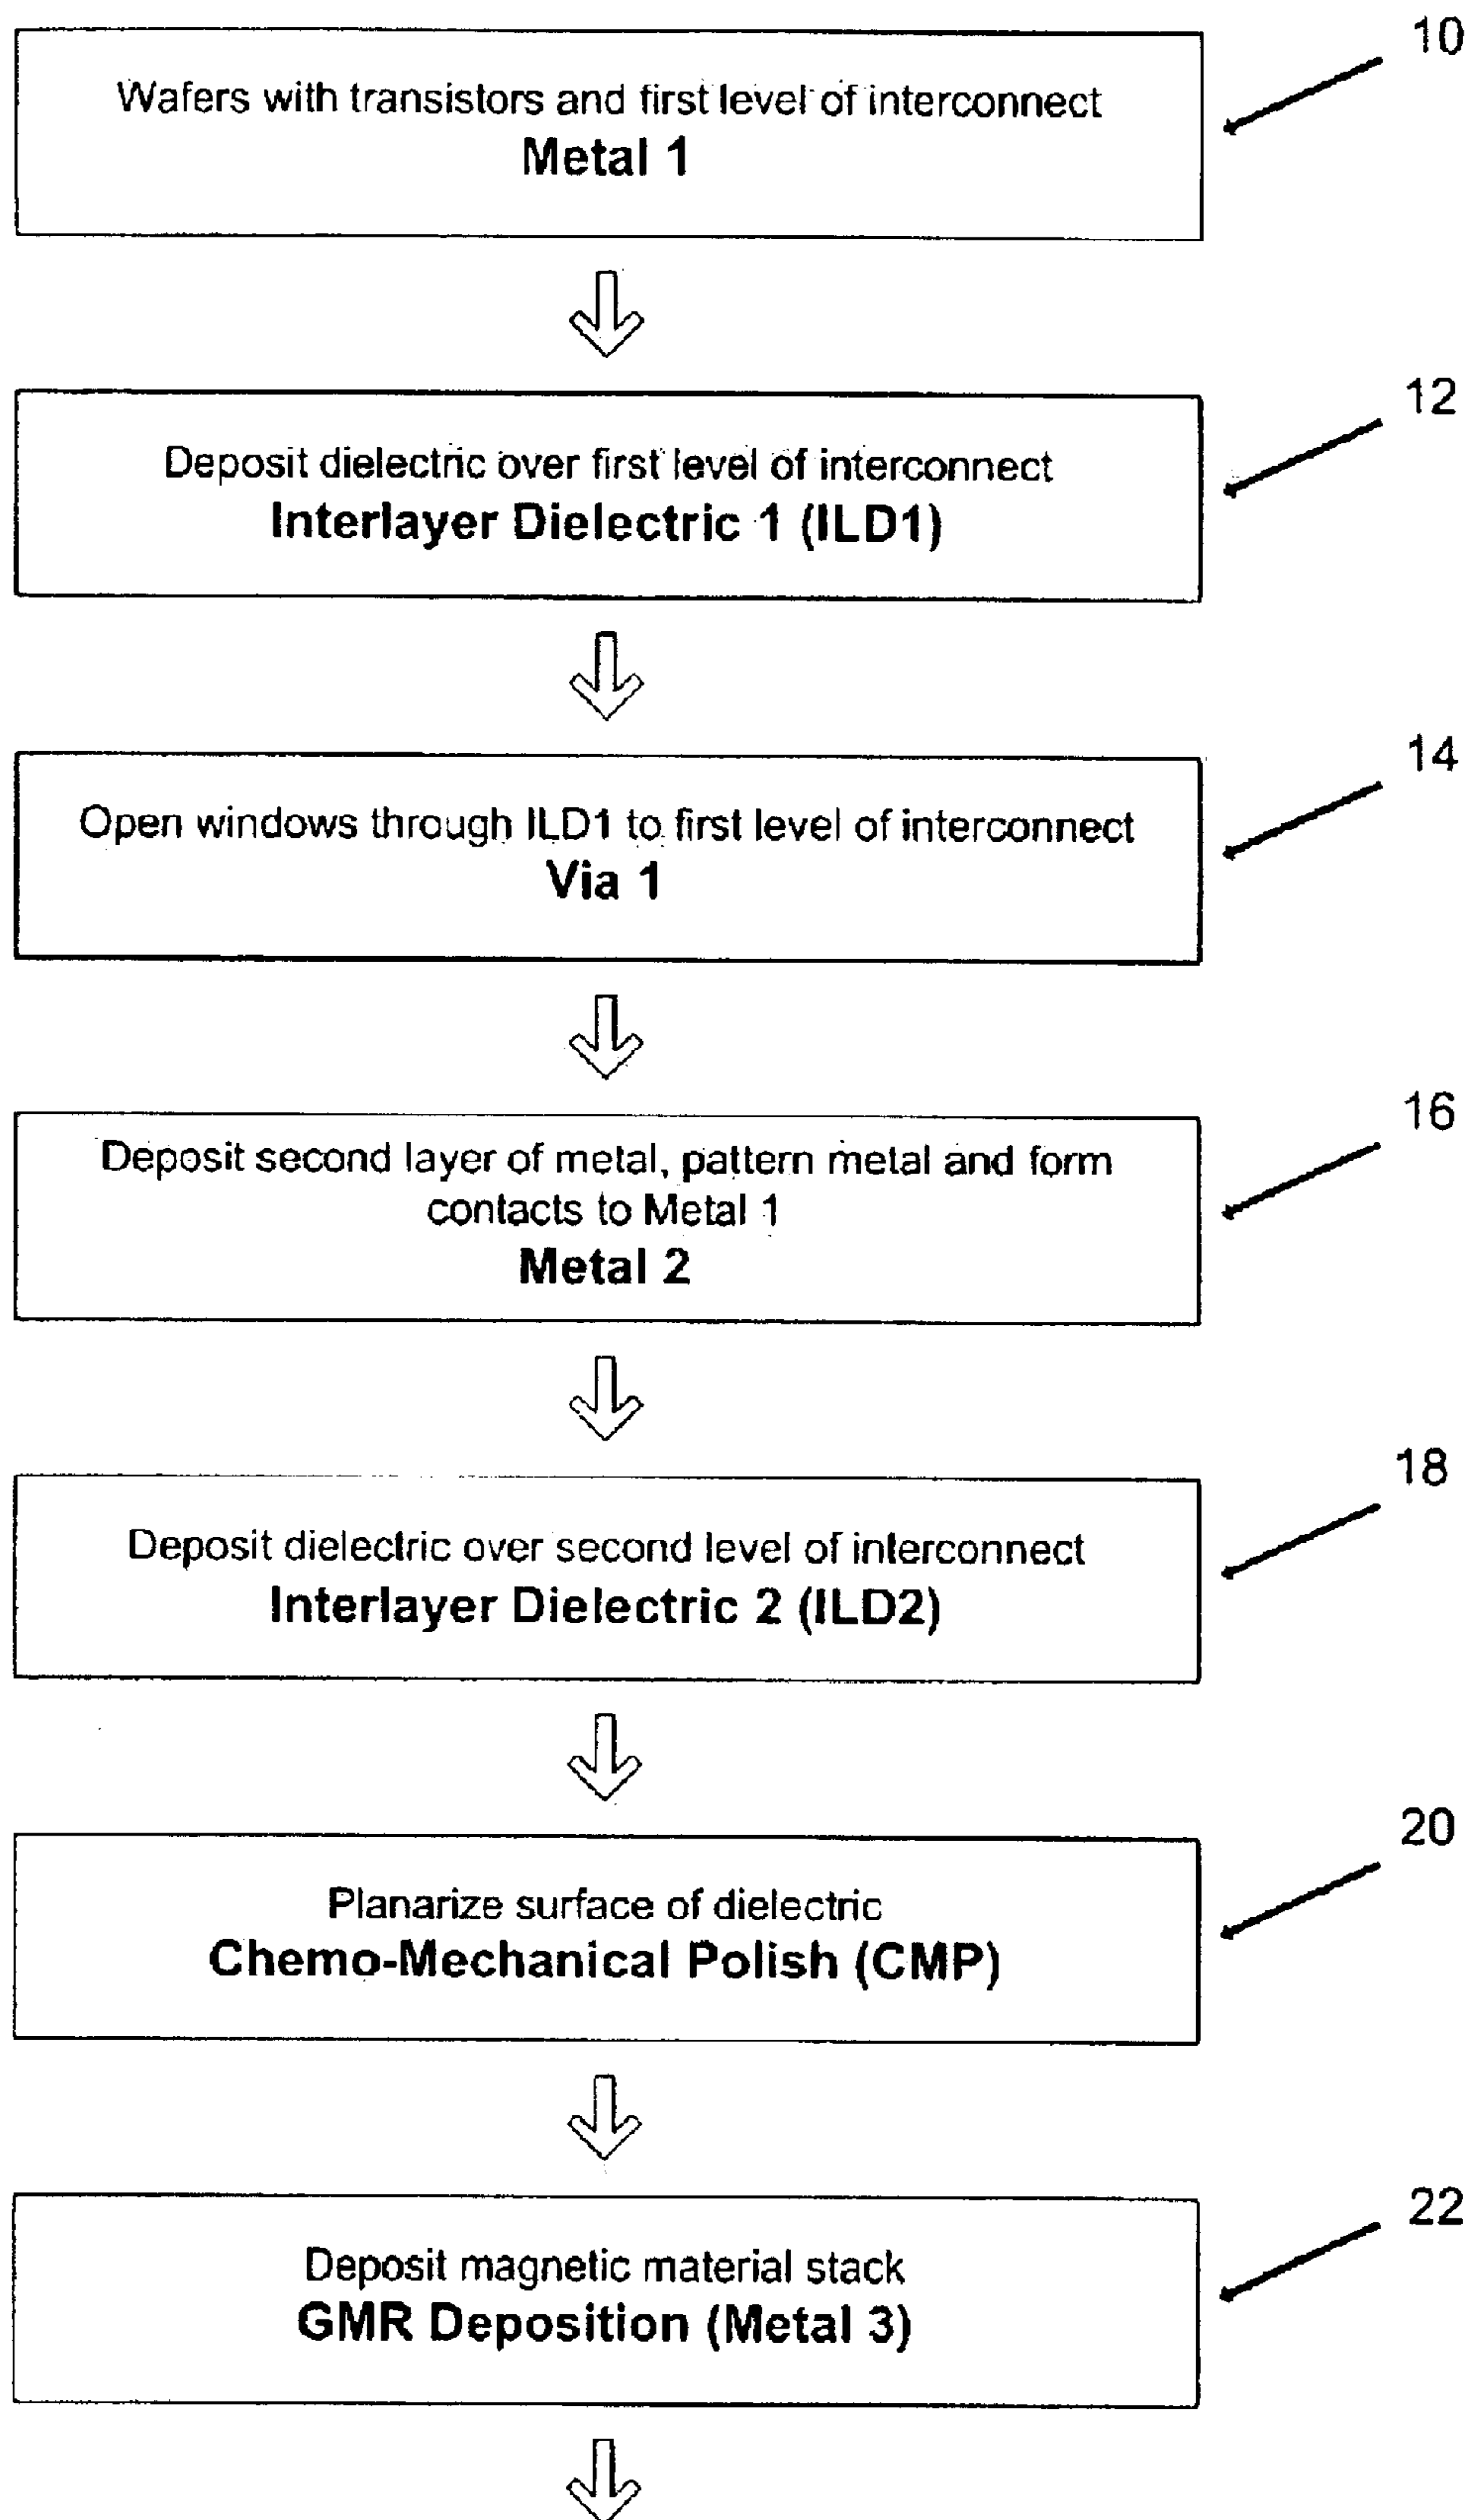 10
Wafers with transistors and first level of interconnect
Metal 1
12
Deposit dielectric over first level of interconnect
Interlayer Dielectric 1 (ILD1)
14
Open windows through ILD1 to first level of interconnect
Via 1
16
Deposit second layer of metal, pattern metal and form
contacts to Metal 1
Metal 2
18
Deposit dielectric over second level of interconnect
Interlayer Dielectric 2 (ILD2)
20
Planarize surface of dielectric
Chemo-Mechanical Polish (CMP)
22
Deposit magnetic material stack
GMR Deposition (Metal 3)